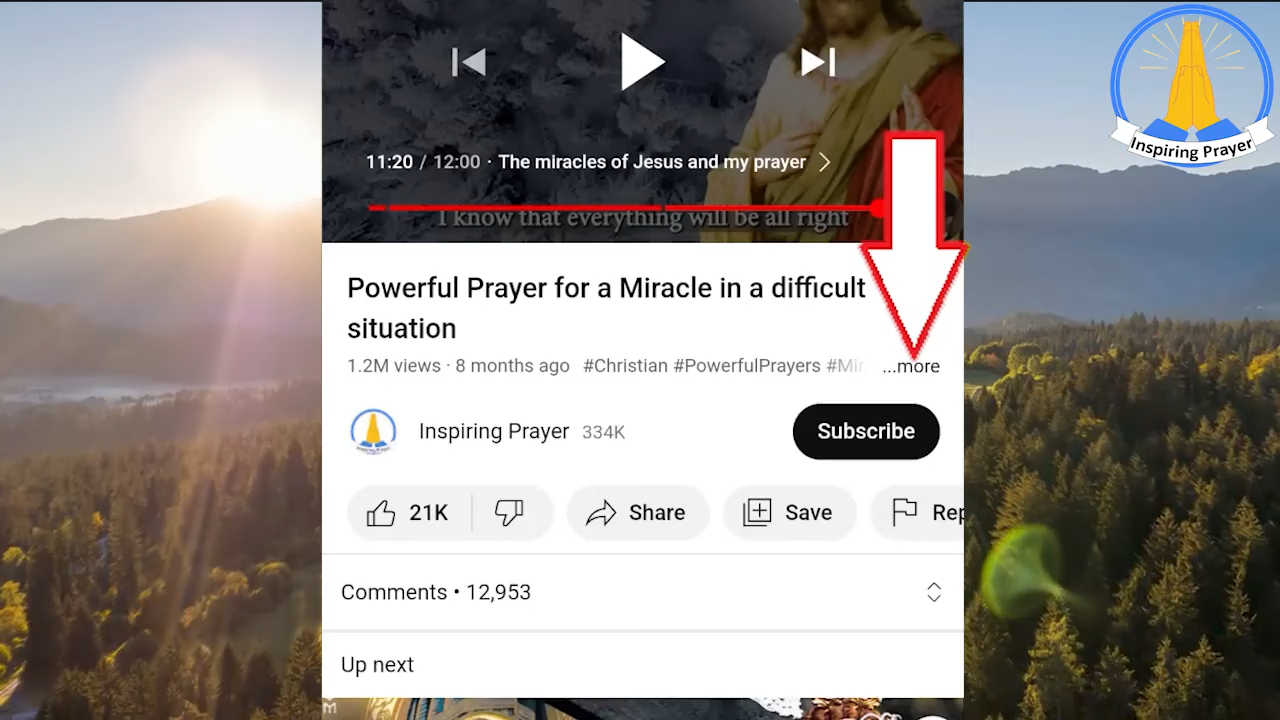 Inspiring Prayer
11:20 / 12:00 · The miracles of Jesus and my prayer
I know that everything will be all right
Powerful Prayer for a Miracle in a difficult
situation
1.2M views · 8 months ago #Christian #PowerfulPrayers #Mir ...more
Inspiring Prayer 334K
Subscribe
21K
Share
Save
Rep
Comments • 12,953
Up next